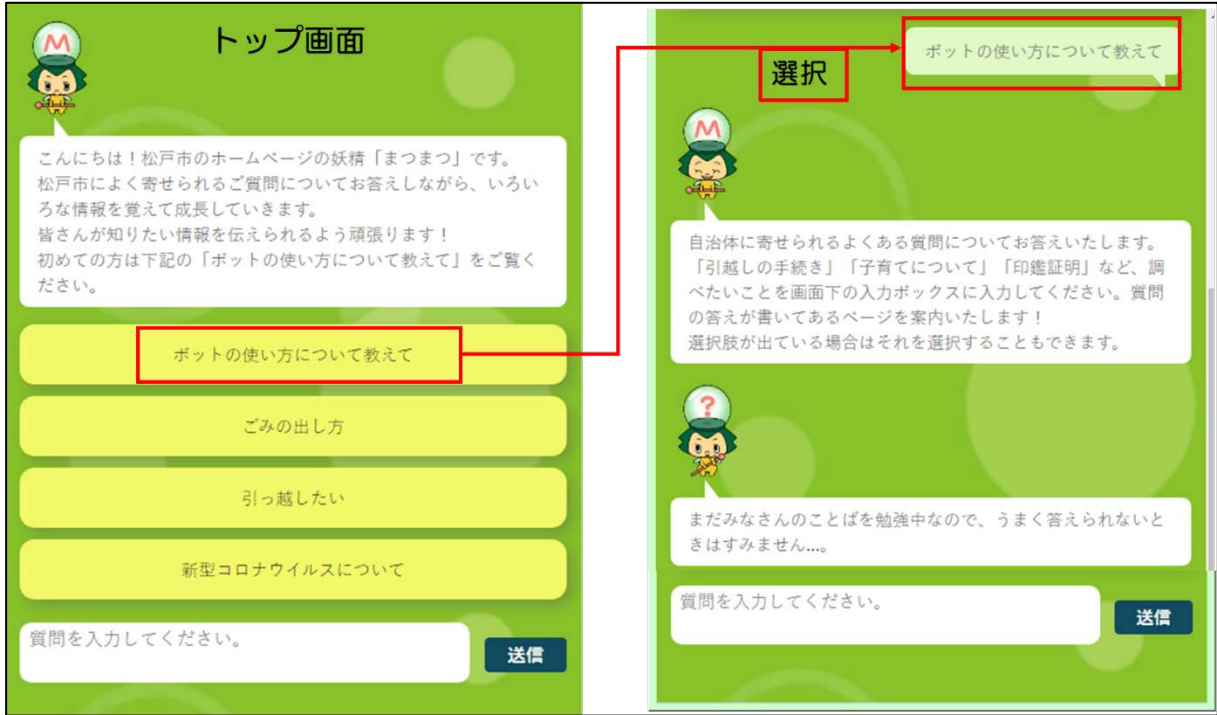 M
トップ画面
こんにちは！松戸市のホームページの妖精「まつまつ」です。
松戸市によく寄せられるご質問についてお答えしながら、いろい
ろな情報を覚えて成長していきます。
皆さんが知りたい情報を伝えられるよう頑張ります！
初めての方は下記の「ボットの使い方について教えて」をご覧く
ださい。
ボットの使い方について教えて
ごみの出し方
引っ越したい
新型コロナウイルスについて
質問を入力してください。
送信
選択
ボットの使い方について教えて
M
自治体に寄せられるよくある質問についてお答えいたします。
「引越しの手続き」「子育てについて」「印鑑証明」など、調
べたいことを画面下の入力ボックスに入力してください。質問
の答えが書いてあるページを案内いたします！
選択肢が出ている場合はそれを選択することもできます。
?
まだみなさんのことばを勉強中なので、うまく答えられないと
きはすみません...。
質問を入力してください。
送信